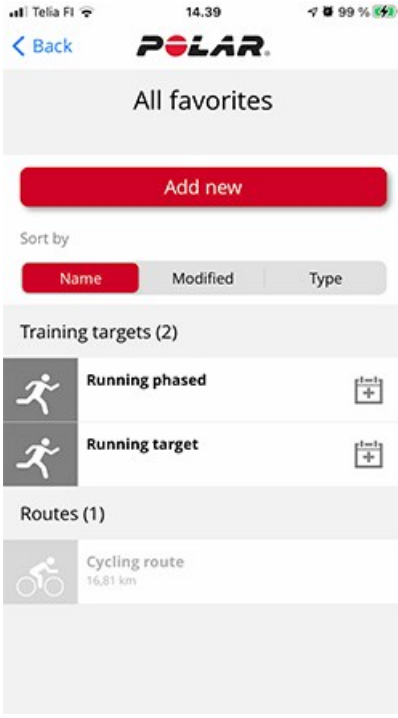 Telia FI 14.39 99 %
Back POLAR.
All favorites
Add new
Sort by
Name Modified Type
Training targets (2)
Running phased
Running target
Routes (1)
Cycling route
16,81 km